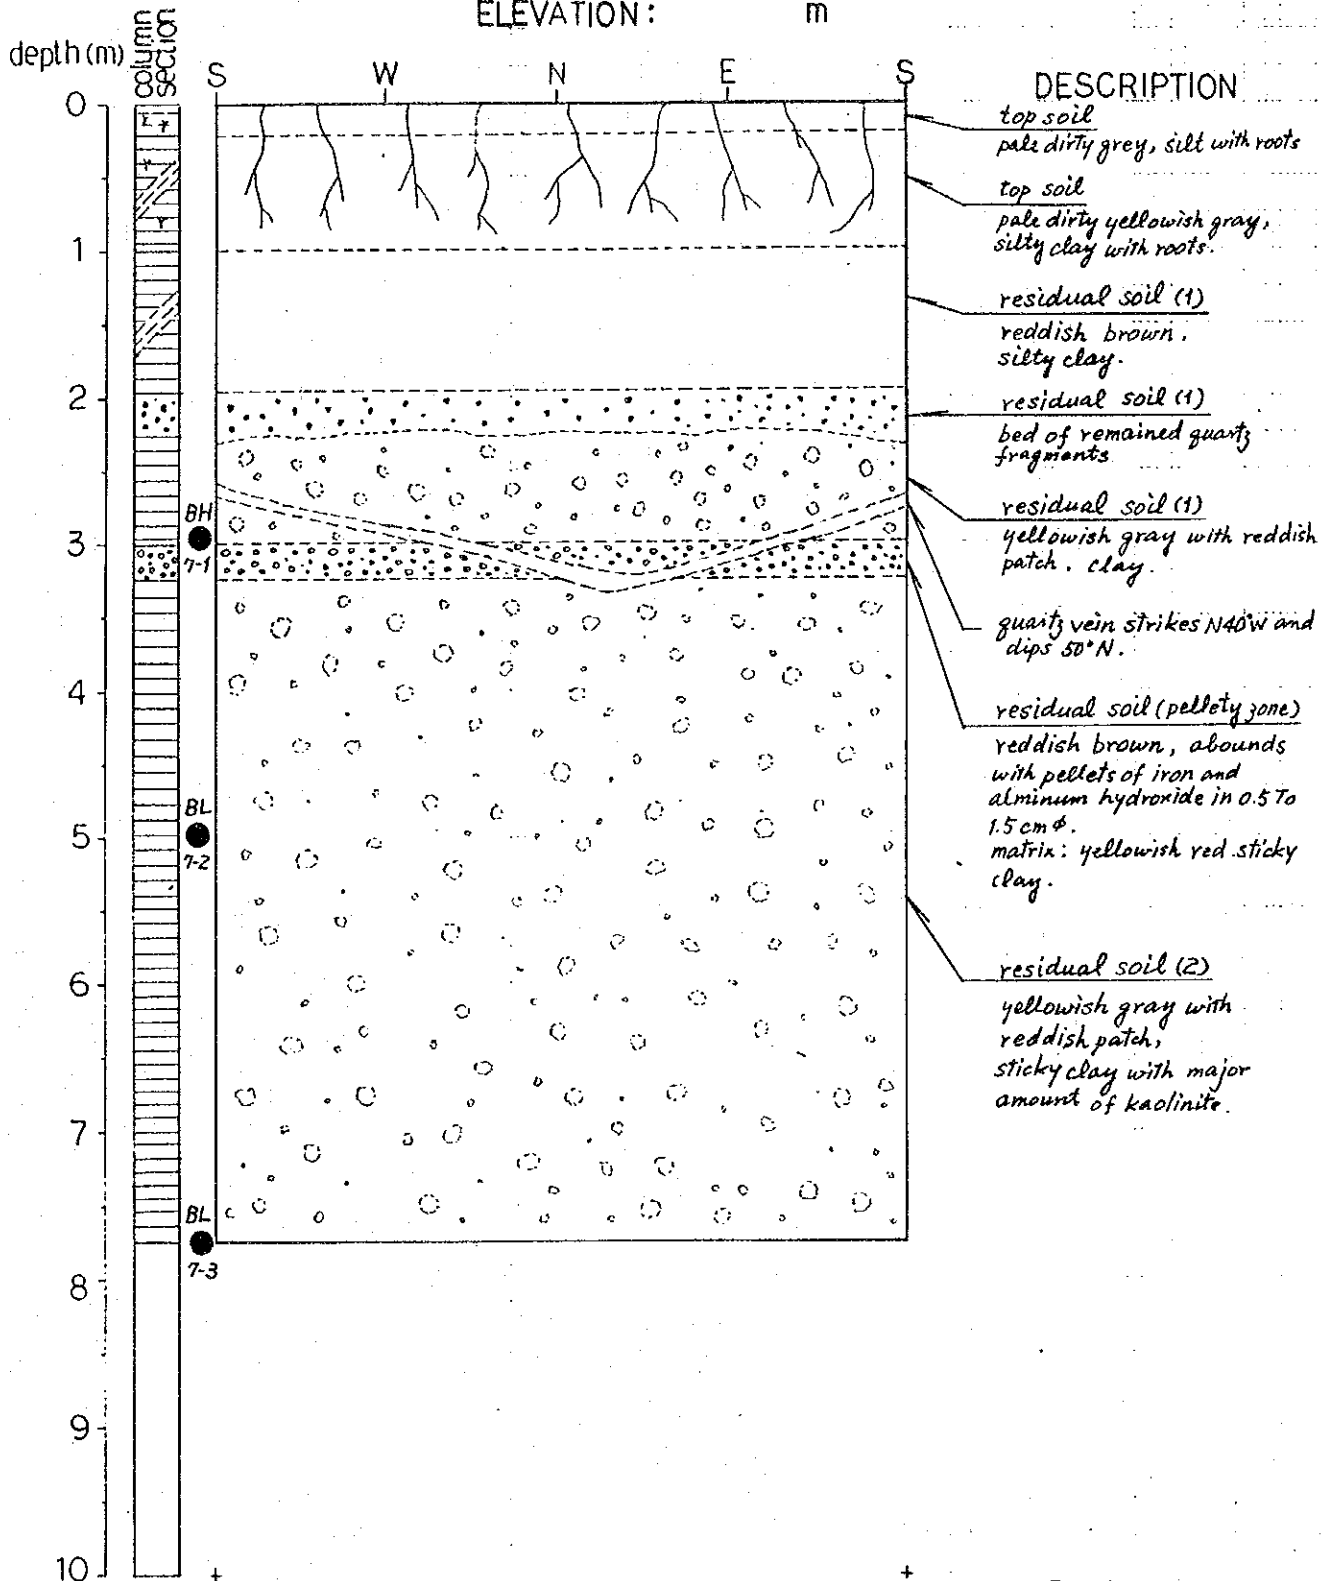 ELEVATION: m
depth (m)
column section
S W N E S
DESCRIPTION
0
1
2
3
4
5
6
7
8
9
10
BH
7-1
BL
7-2
BL
7-3
top soil
pale dirty grey, silt with roots
top soil
pale dirty yellowish gray,
silty clay with roots.
residual soil (1)
reddish brown.
silty clay.
residual soil (1)
bed of remained quartz
fragments
residual soil (1)
yellowish gray with reddish
patch. clay.
quartz vein strikes N40°W and
dips 50°N.
residual soil (pellety zone)
reddish brown, abounds
with pellets of iron and
alminum hydroxide in 0.5 To
1.5 cm ϕ.
matrix: yellowish red sticky
clay.
residual soil (2)
yellowish gray with
reddish patch,
sticky clay with major
amount of kaolinite.